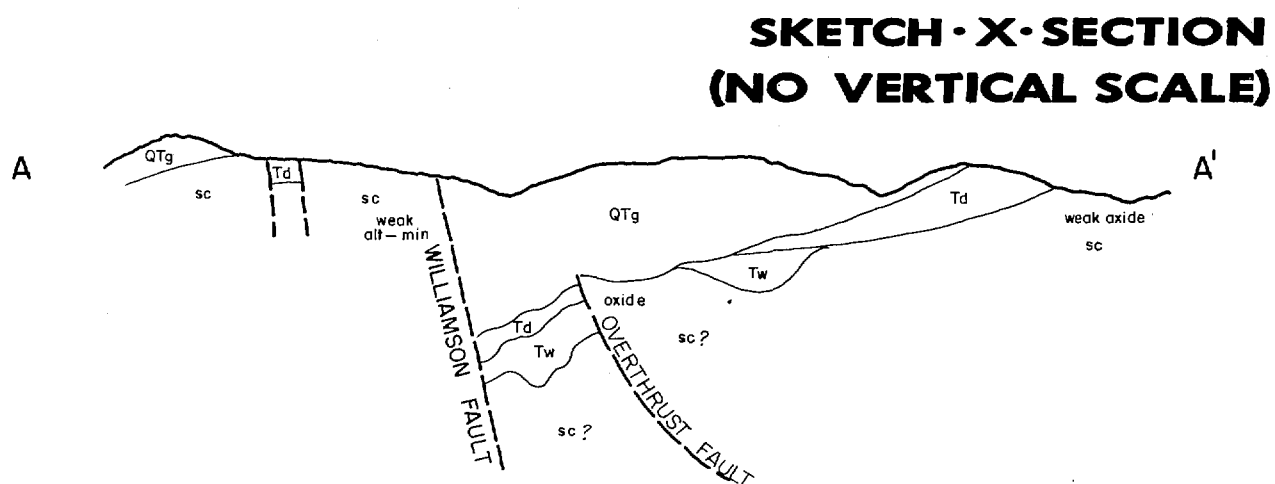 SKETCH · X · SECTION
(NO VERTICAL SCALE)
A
A'
QTg
Td
sc
sc
weak
alt - min
QTg
Td
weak axide
sc
Tw
oxide
Td
Tw
sc?
sc?
WILLIAMSON FAULT
OVERTHRUST FAULT